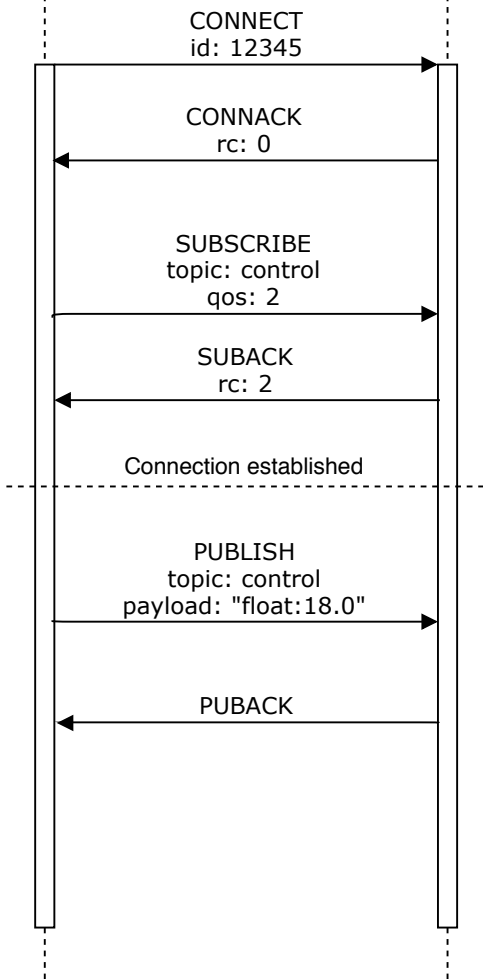 CONNECT
id: 12345
CONNACK
rc: 0
SUBSCRIBE
topic: control
qos: 2
SUBACK
rc: 2
Connection established
PUBLISH
topic: control
payload: "float:18.0"
PUBACK